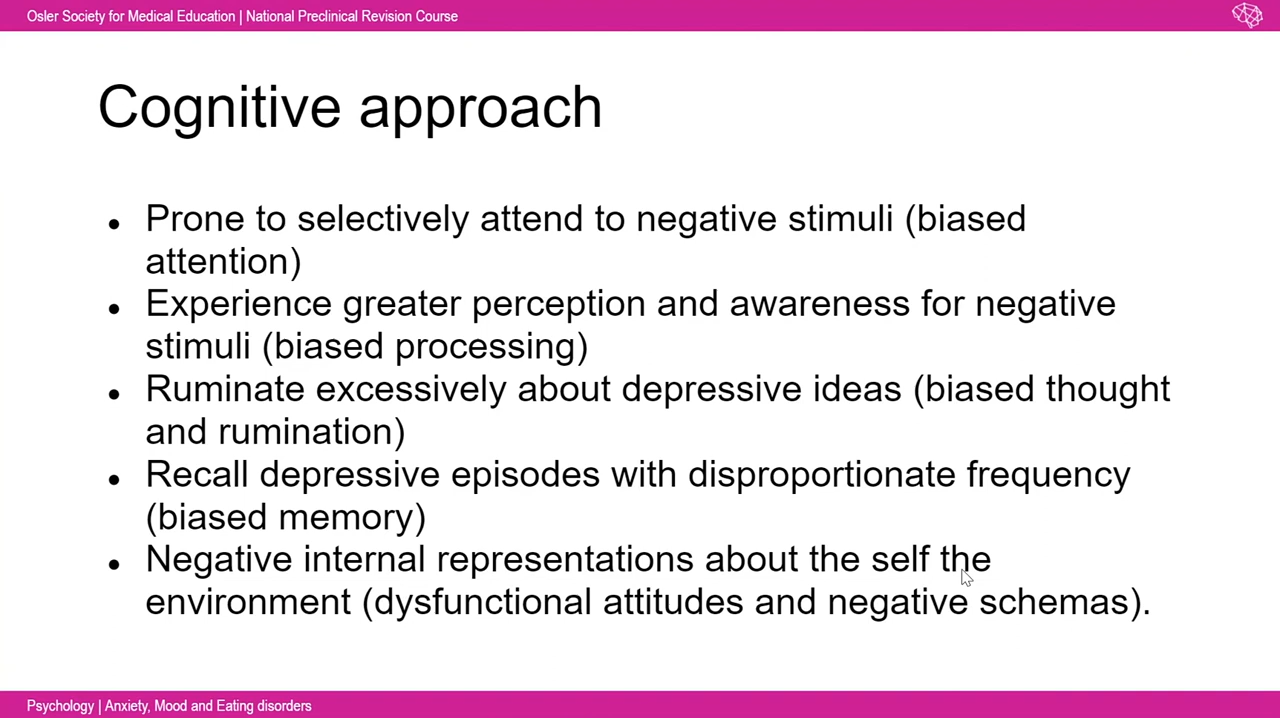 Osler Society for Medical Education | National Preclinical Revision Course
Cognitive approach
● Prone to selectively attend to negative stimuli (biased
attention)
● Experience greater perception and awareness for negative
stimuli (biased processing)
● Ruminate excessively about depressive ideas (biased thought
and rumination)
● Recall depressive episodes with disproportionate frequency
(biased memory)
● Negative internal representations about the self the
environment (dysfunctional attitudes and negative schemas).
Psychology | Anxiety, Mood and Eating disorders